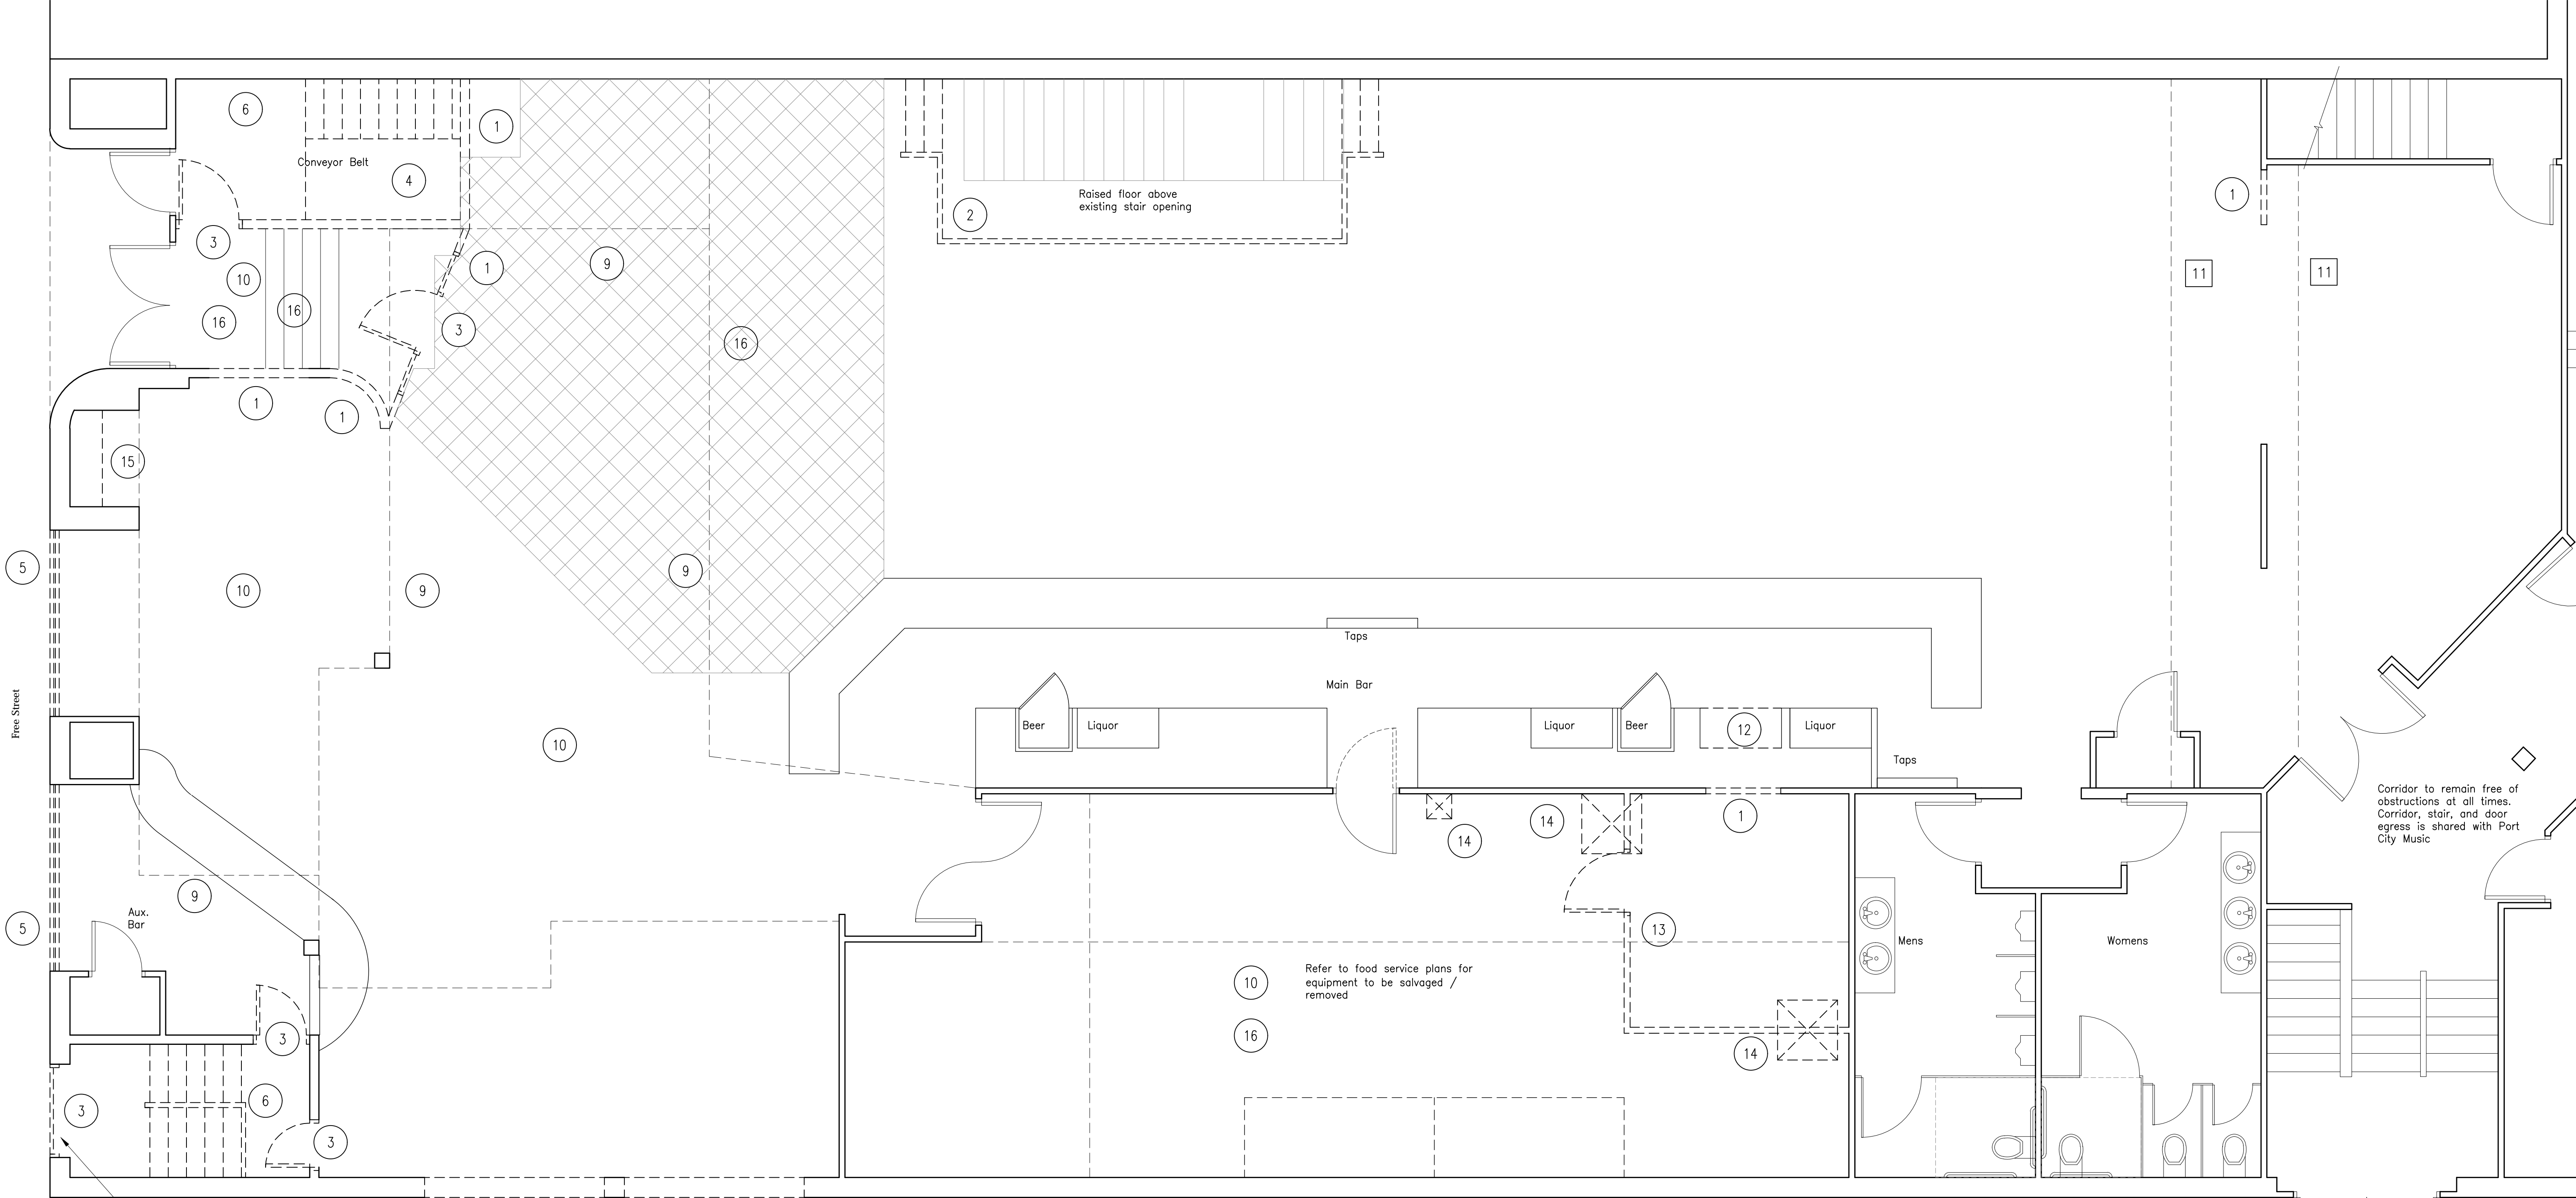 6
1
Conveyor Belt
4
Raised floor above
existing stair opening
2
1
3
10
16
16
1
9
3
16
11
11
1
1
15
5
10
9
9
Taps
Main Bar
Free Street
10
Beer
Liquor
Liquor
Beer
12
Liquor
Taps
14
14
1
Corridor to remain free of
obstructions at all times.
Corridor, stair, and door
egress is shared with Port
City Music
9
Aux.
Bar
5
13
Mens
Womens
10
Refer to food service plans for
equipment to be salvaged /
removed
16
3
14
6
3
3